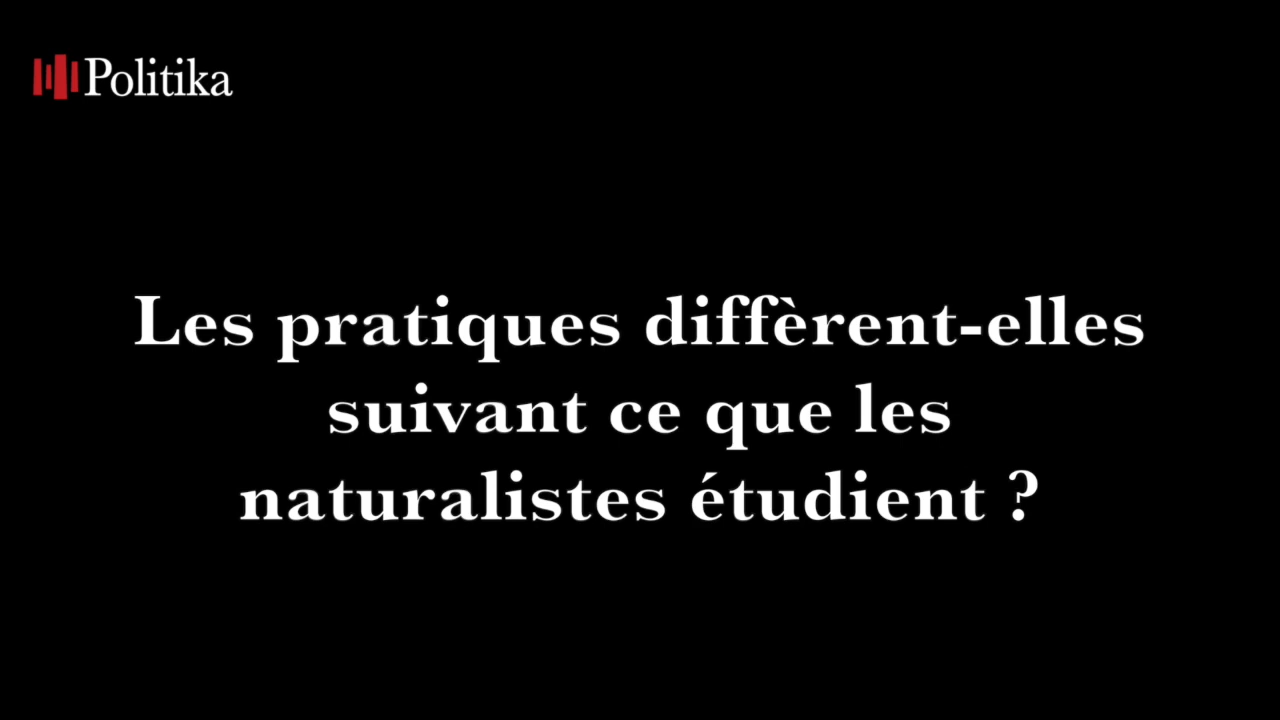 Politika
Les pratiques diffèrent-elles
suivant ce que les
naturalistes étudient ?